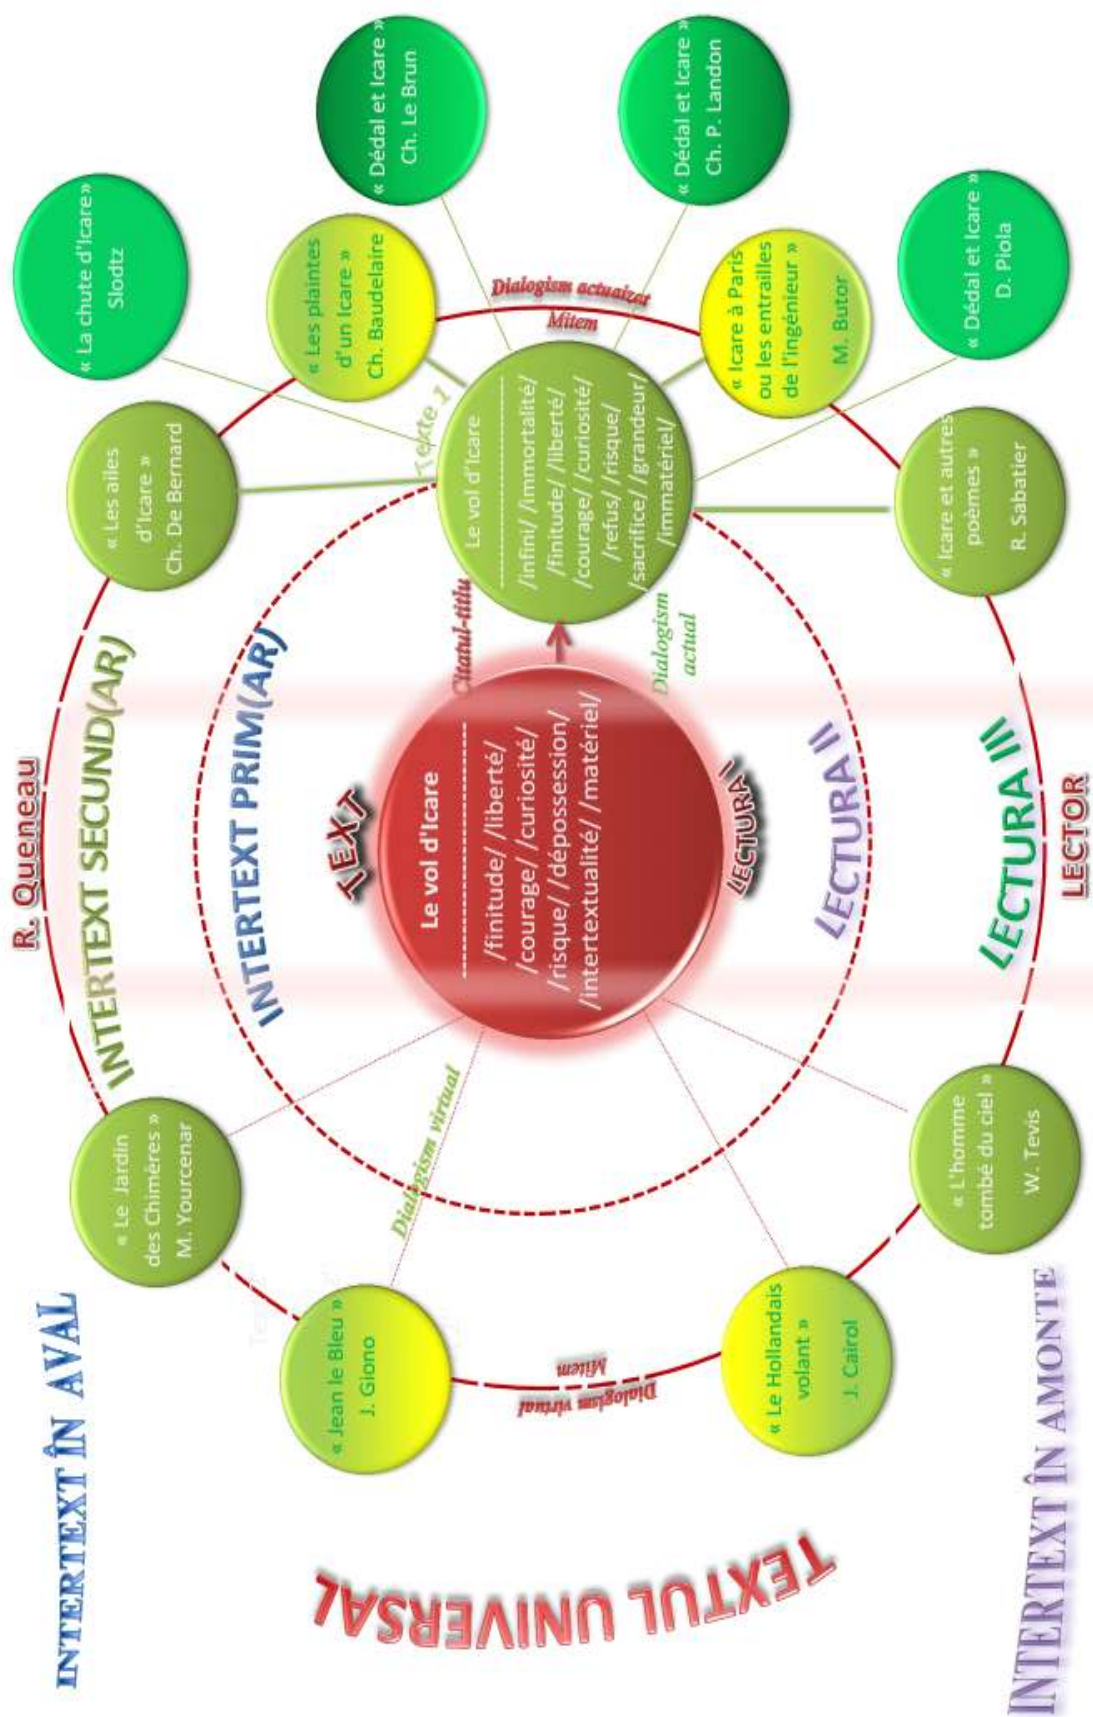 INTERTEXT ÎN AVAL
R. Queneau
« La chute d'Icare»
Slodtz
INTERTEXT SECUND(AR)
« Le Jardin
des Chimères »
M. Yourcenar
« Les ailes
d'Icare »
Ch. De Bernard
INTERTEXT PRIM(AR)
« Les plaintes
d'un Icare »
Ch. Baudelaire
« Dédal et Icare »
Ch. Le Brun
« Jean le Bleu »
J. Giono
Dialogism virtual
TEXT
Citatul-titlu
Texte 1
TEXTUL UNIVERSAL
Dialogism virtual
Mitem
Le vol d'Icare
/finitude/ /liberté/
/courage/ /curiosité/
/risque/ /dépossession/
/intertextualité/ /matériel/
Le vol d'Icare
/infini/ /immortalité/
/finitude/ /liberté/
/courage/ /curiosité/
/refus/ /risque/
/sacrifice/ /grandeur/
/immatériel/
Dialogism actuaizat
Mitem
Dialogism
actual
LECTURA I
« Dédal et Icare »
Ch. P. Landon
« Le Hollandais
volant »
J. Cairol
LECTURA II
« Icare à Paris
ou les entrailles
de l'ingénieur »
M. Butor
« L'homme
tombé du ciel »
W. Tevis
LECTURA III
« Icare et autres
poèmes »
R. Sabatier
« Dédal et Icare »
D. Piola
INTERTEXT ÎN AMONTE
LECTOR